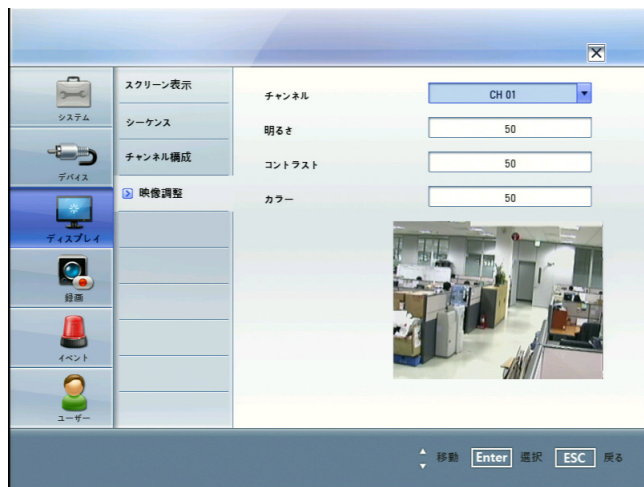 システム
デバイス
ディスプレイ
録画
イベント
ユーザー
スクリーン表示
シーケンス
チャンネル構成
映像調整
チャンネル CH 01
明るさ 50
コントラスト 50
カラー 50
移動 Enter 選択 ESC 戻る